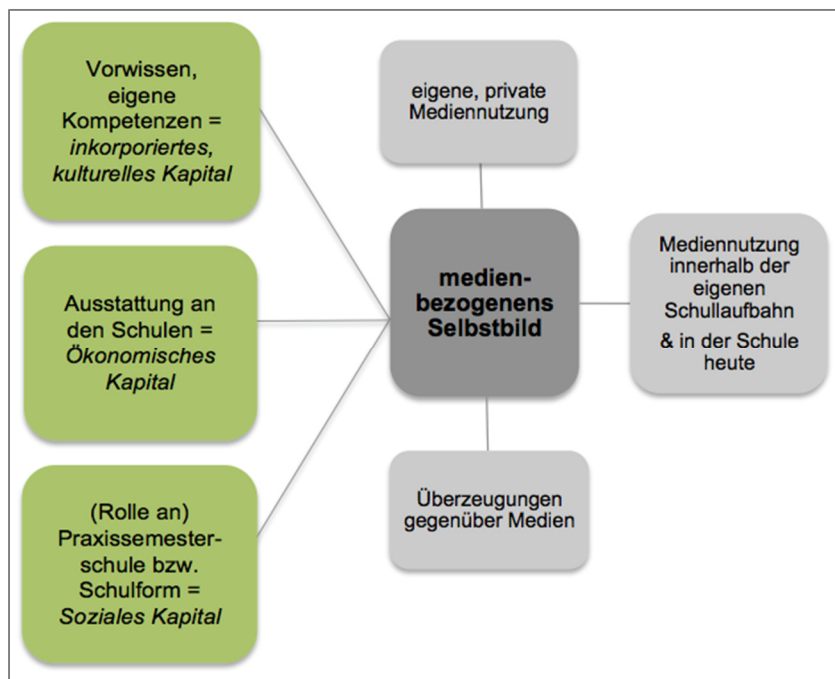 Vorwissen,
eigene
Kompetenzen =
inkorporiertes,
kulturelles Kapital
Ausstattung an
den Schulen =
Ökonomisches
Kapital
(Rolle an)
Praxissemester-
schule bzw.
Schulform =
Soziales Kapital
eigene, private
Mediennutzung
medien-
bezogenens
Selbstbild
Überzeugungen
gegenüber Medien
Mediennutzung
innerhalb der
eigenen
Schullaufbahn
& in der Schule
heute